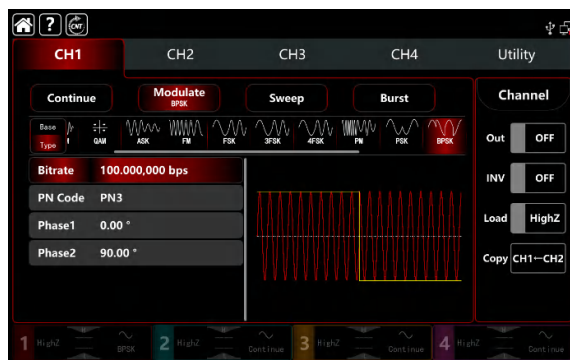 ? CNT
CH1 CH2 CH3 CH4 Utility
Continue Modulate Sweep Burst Channel
BPSK
Base
Type QAM ASK FM FSK 3FSK 4FSK PM PSK BPSK
Out OFF
Bitrate 100.000,000 bps
INV OFF
PN Code PN3
Phase1 0.00 °
Load HighZ
Phase2 90.00 °
Copy CH1←CH2
1 HighZ BPSK 2 HighZ Continue 3 HighZ Continue 4 HighZ Continue